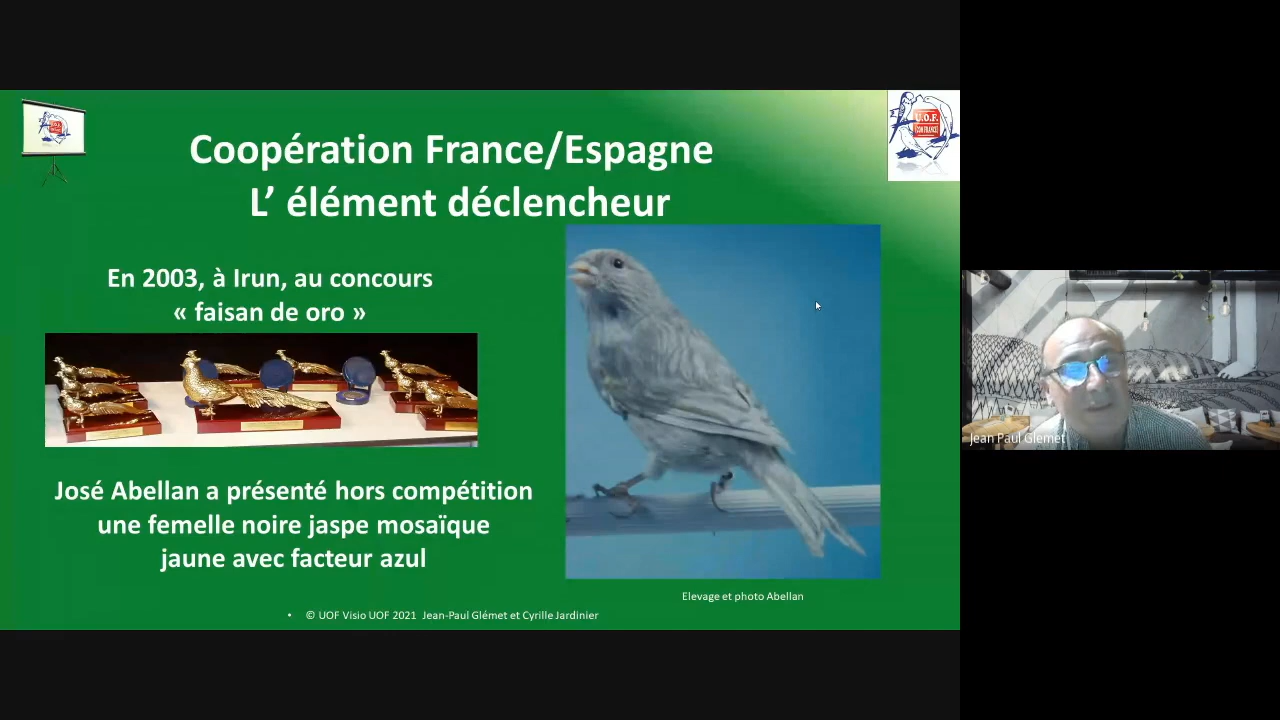 U.O.F.
COM FRANCE
Coopération France/Espagne
L’ élément déclencheur
En 2003, à Irun, au concours
« faisan de oro »
José Abellan a présenté hors compétition
une femelle noire jaspe mosaïque
jaune avec facteur azul
Elevage et photo Abellan
• © UOF Visio UOF 2021 Jean-Paul Glémet et Cyrille Jardinier
Jean Paul Glemet